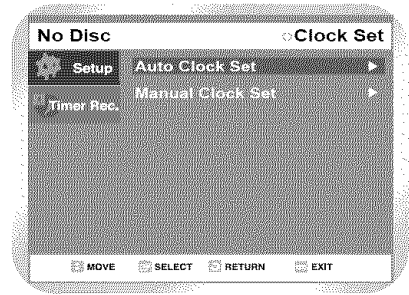 No Disc Clock Set
Setup Auto Clock Set
Timer Rec. Manual Clock Set
MOVE SELECT RETURN EXIT